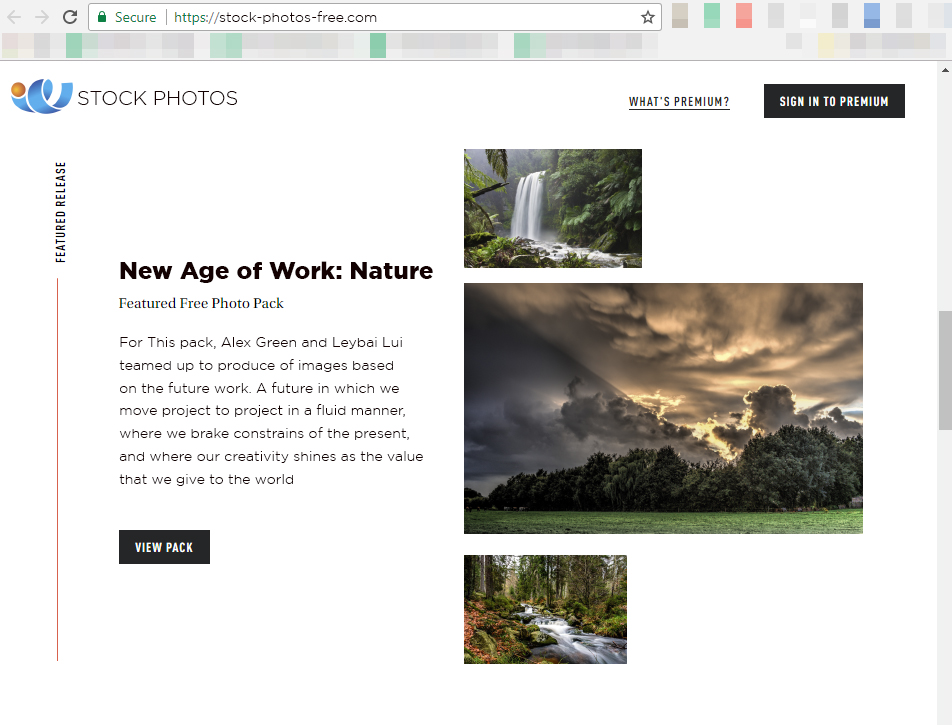 Secure
https://stock-photos-free.com
STOCK PHOTOS
WHAT'S PREMIUM?
SIGN IN TO PREMIUM
FEATURED RELEASE
New Age of Work: Nature
Featured Free Photo Pack
For This pack, Alex Green and Leybai Lui
teamed up to produce of images based
on the future work. A future in which we
move project to project in a fluid manner,
where we brake constrains of the present,
and where our creativity shines as the value
that we give to the world
VIEW PACK